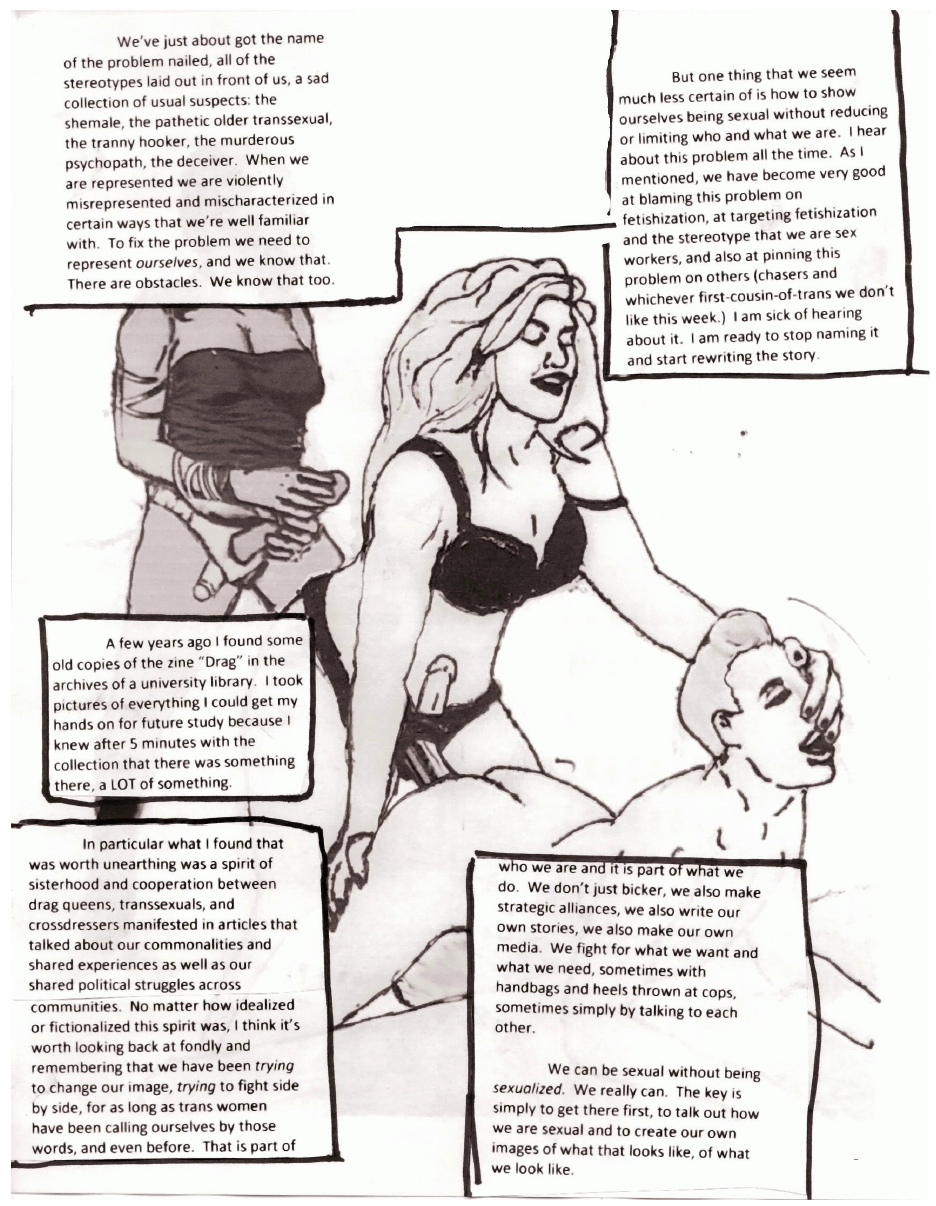 We've just about got the name
of the problem nailed, all of the
stereotypes laid out in front of us, a sad
collection of usual suspects: the
shemale, the pathetic older transsexual,
the tranny hooker, the murderous
psychopath, the deceiver.  When we
are represented we are violently
misrepresented and mischaracterized in
certain ways that we're well familiar
with.  To fix the problem we need to
represent ourselves, and we know that.
There are obstacles.  We know that too.
But one thing that we seem
much less certain of is how to show
ourselves being sexual without reducing
or limiting who and what we are.  I hear
about this problem all the time.  As I
mentioned, we have become very good
at blaming this problem on
fetishization, at targeting fetishization
and the stereotype that we are sex
workers, and also at pinning this
problem on others (chasers and
whichever first-cousin-of-trans we don't
like this week.)  I am sick of hearing
about it.  I am ready to stop naming it
and start rewriting the story.
A few years ago I found some
old copies of the zine “Drag” in the
archives of a university library.  I took
pictures of everything I could get my
hands on for future study because I
knew after 5 minutes with the
collection that there was something
there, a LOT of something.
In particular what I found that
was worth unearthing was a spirit of
sisterhood and cooperation between
drag queens, transsexuals, and
crossdressers manifested in articles that
talked about our commonalities and
shared experiences as well as our
shared political struggles across
communities.  No matter how idealized
or fictionalized this spirit was, I think it's
worth looking back at fondly and
remembering that we have been trying
to change our image, trying to fight side
by side, for as long as trans women
have been calling ourselves by those
words, and even before.  That is part of
who we are and it is part of what we
do.  We don't just bicker, we also make
strategic alliances, we also write our
own stories, we also make our own
media.  We fight for what we want and
what we need, sometimes with
handbags and heels thrown at cops,
sometimes simply by talking to each
other.
We can be sexual without being
sexualized.  We really can.  The key is
simply to get there first, to talk out how
we are sexual and to create our own
images of what that looks like, of what
we look like.